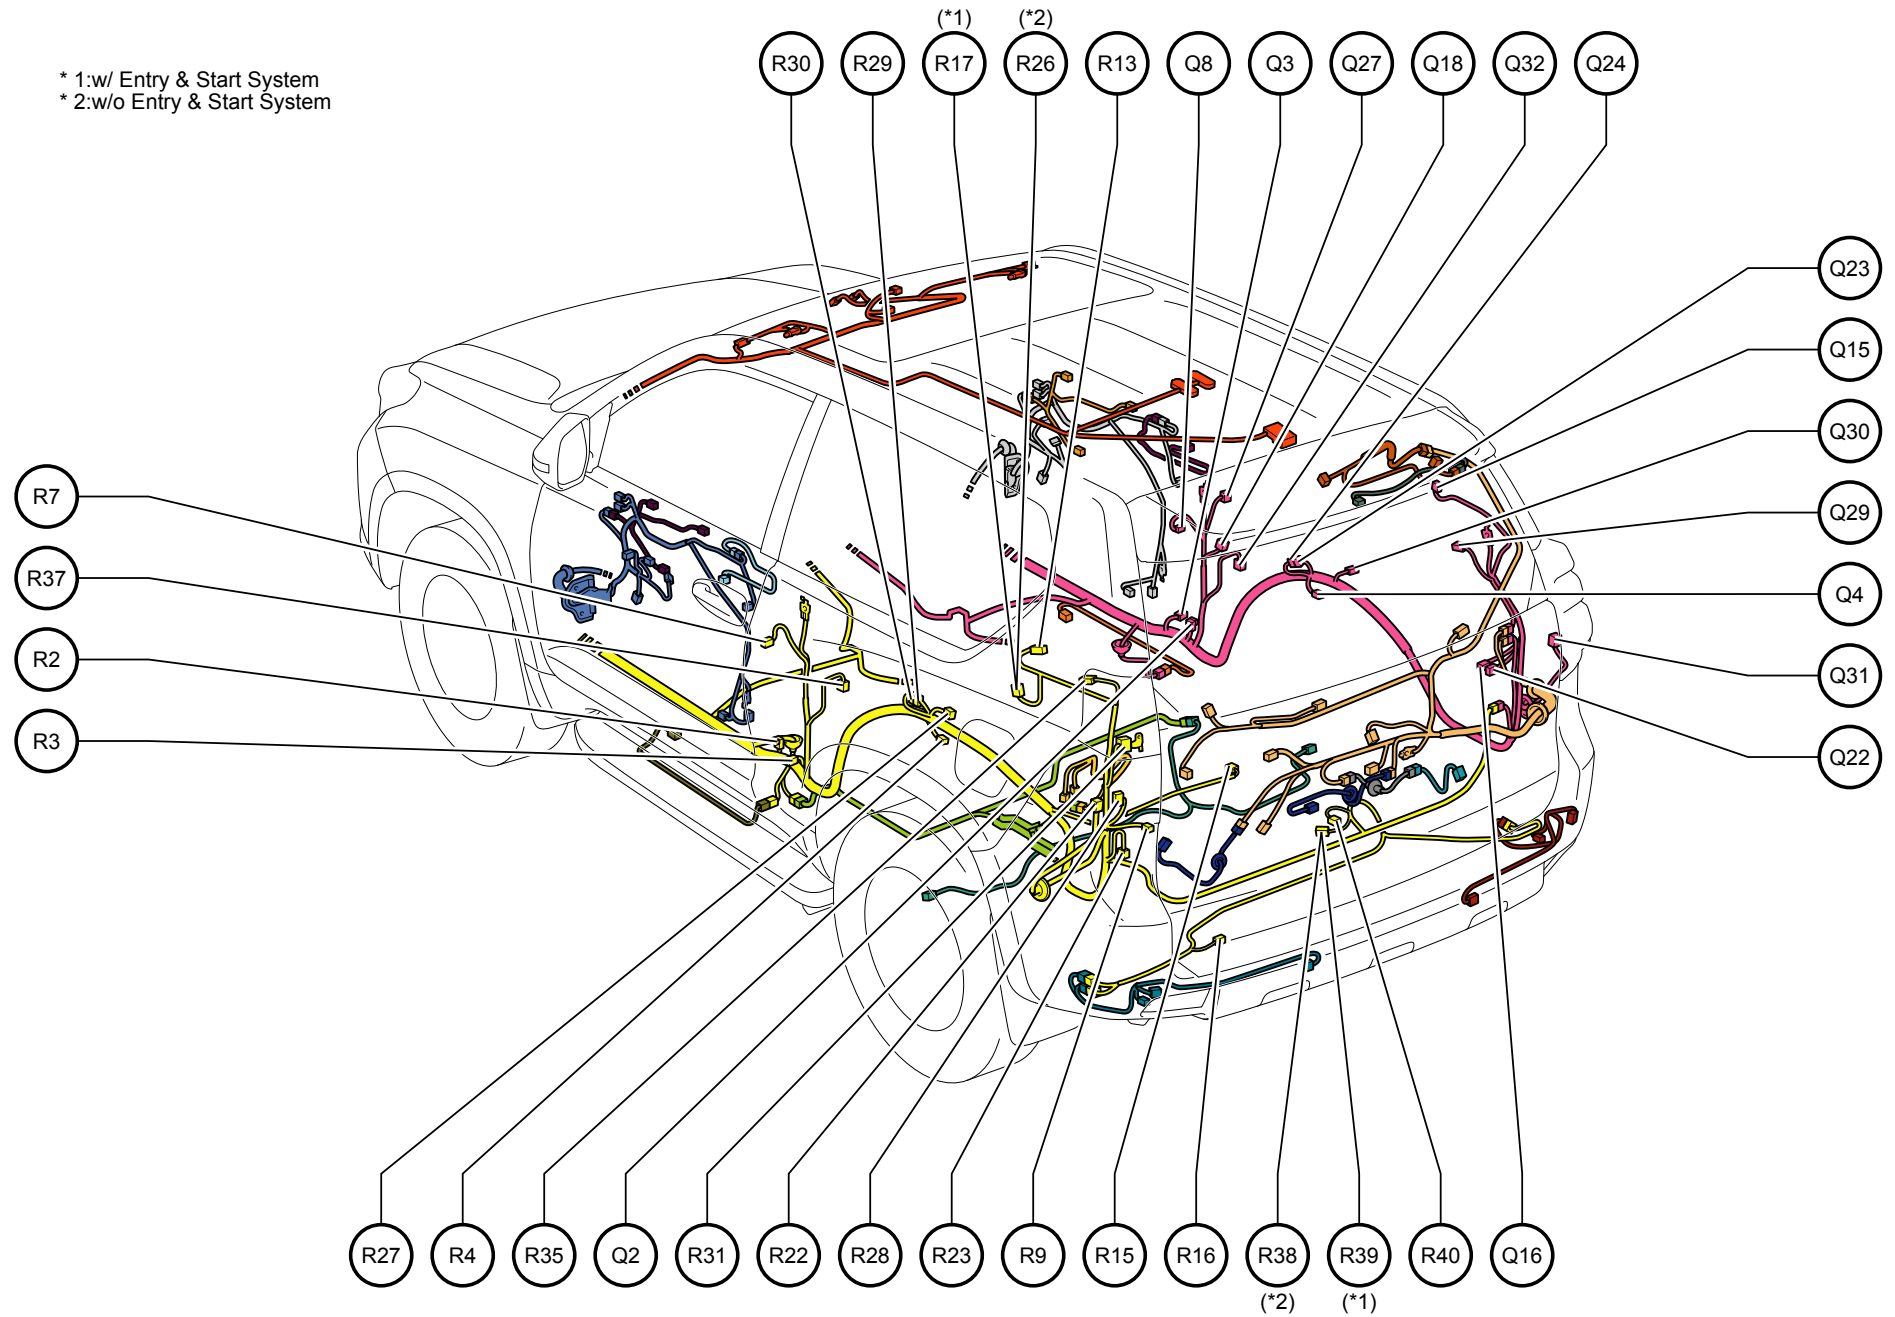 (*1) (*2)
R30 R29 R17 R26 R13 Q8 Q3 Q27 Q18 Q32 Q24
* 1:w/ Entry & Start System
* 2:w/o Entry & Start System
Q23
Q15
Q30
R7
Q29
R37
Q4
R2
Q31
R3
Q22
R27 R4 R35 Q2 R31 R22 R28 R23 R9 R15 R16 R38 R39 R40 Q16
(*2) (*1)